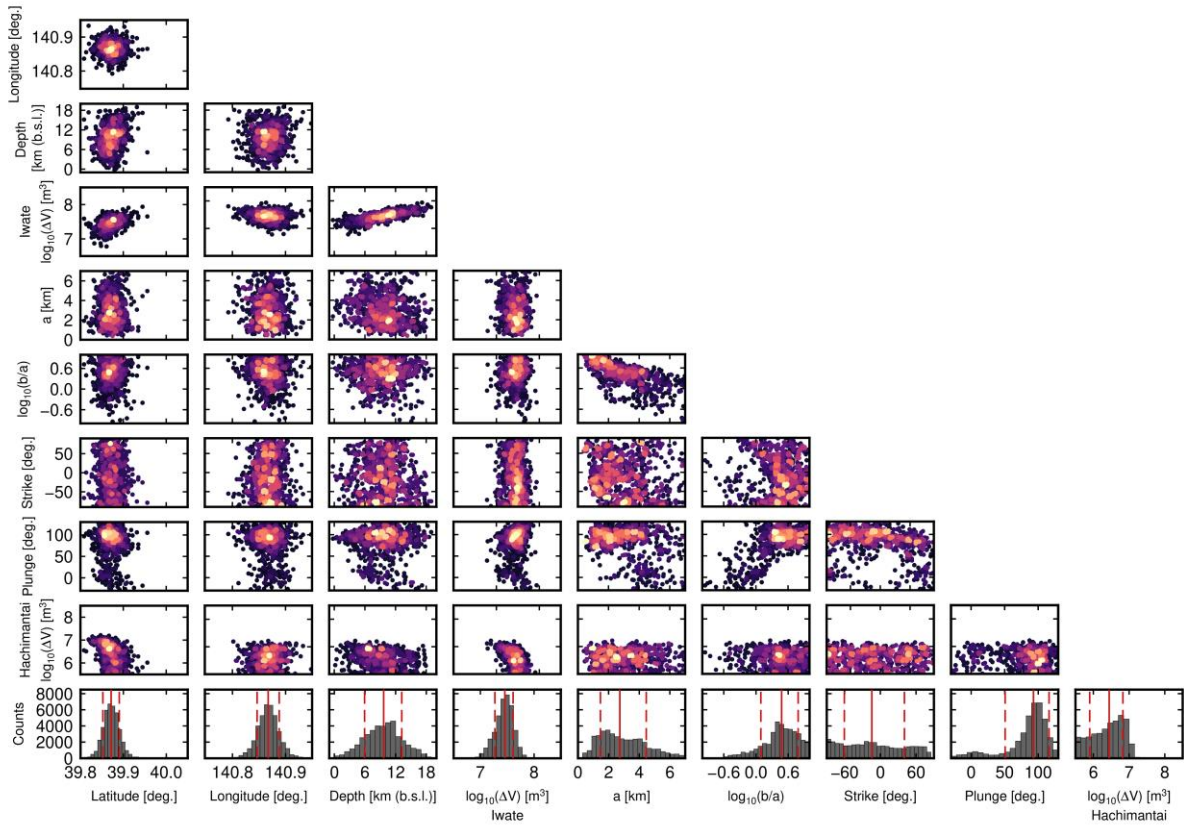 Longitude [deg.]
140.9
140.8
Depth
[km (b.s.l.)]
18
12
6
0
Iwate
log10(ΔV) [m³]
8
7
a [km]
6
4
2
0
log10(b/a)
0.6
0.0
−0.6
Strike [deg.]
50
0
−50
Plunge [deg.]
100
50
0
Hachimantai
log10(ΔV) [m³]
8
7
6
Counts
8000
6000
4000
2000
0
39.8 39.9 40.0 140.8 140.9 0 6 12 18 7 8 0 2 4 6 −0.6 0.0 0.6 −60 0 60 0 50 100 6 7 8
Latitude [deg.] Longitude [deg.] Depth [km (b.s.l.)] log10(ΔV) [m³] a [km] log10(b/a) Strike [deg.] Plunge [deg.] log10(ΔV) [m³]
Iwate Hachimantai